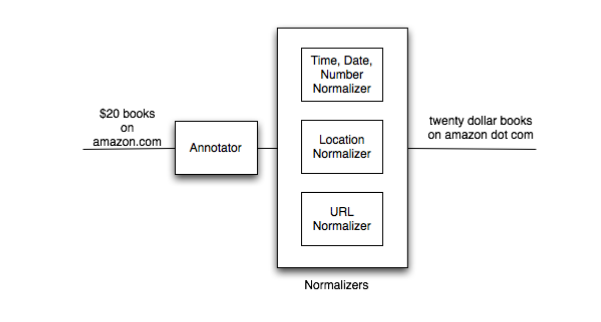 $20 books
on
amazon.com
Annotator
Time, Date,
Number
Normalizer
Location
Normalizer
URL
Normalizer
Normalizers
twenty dollar books
on amazon dot com